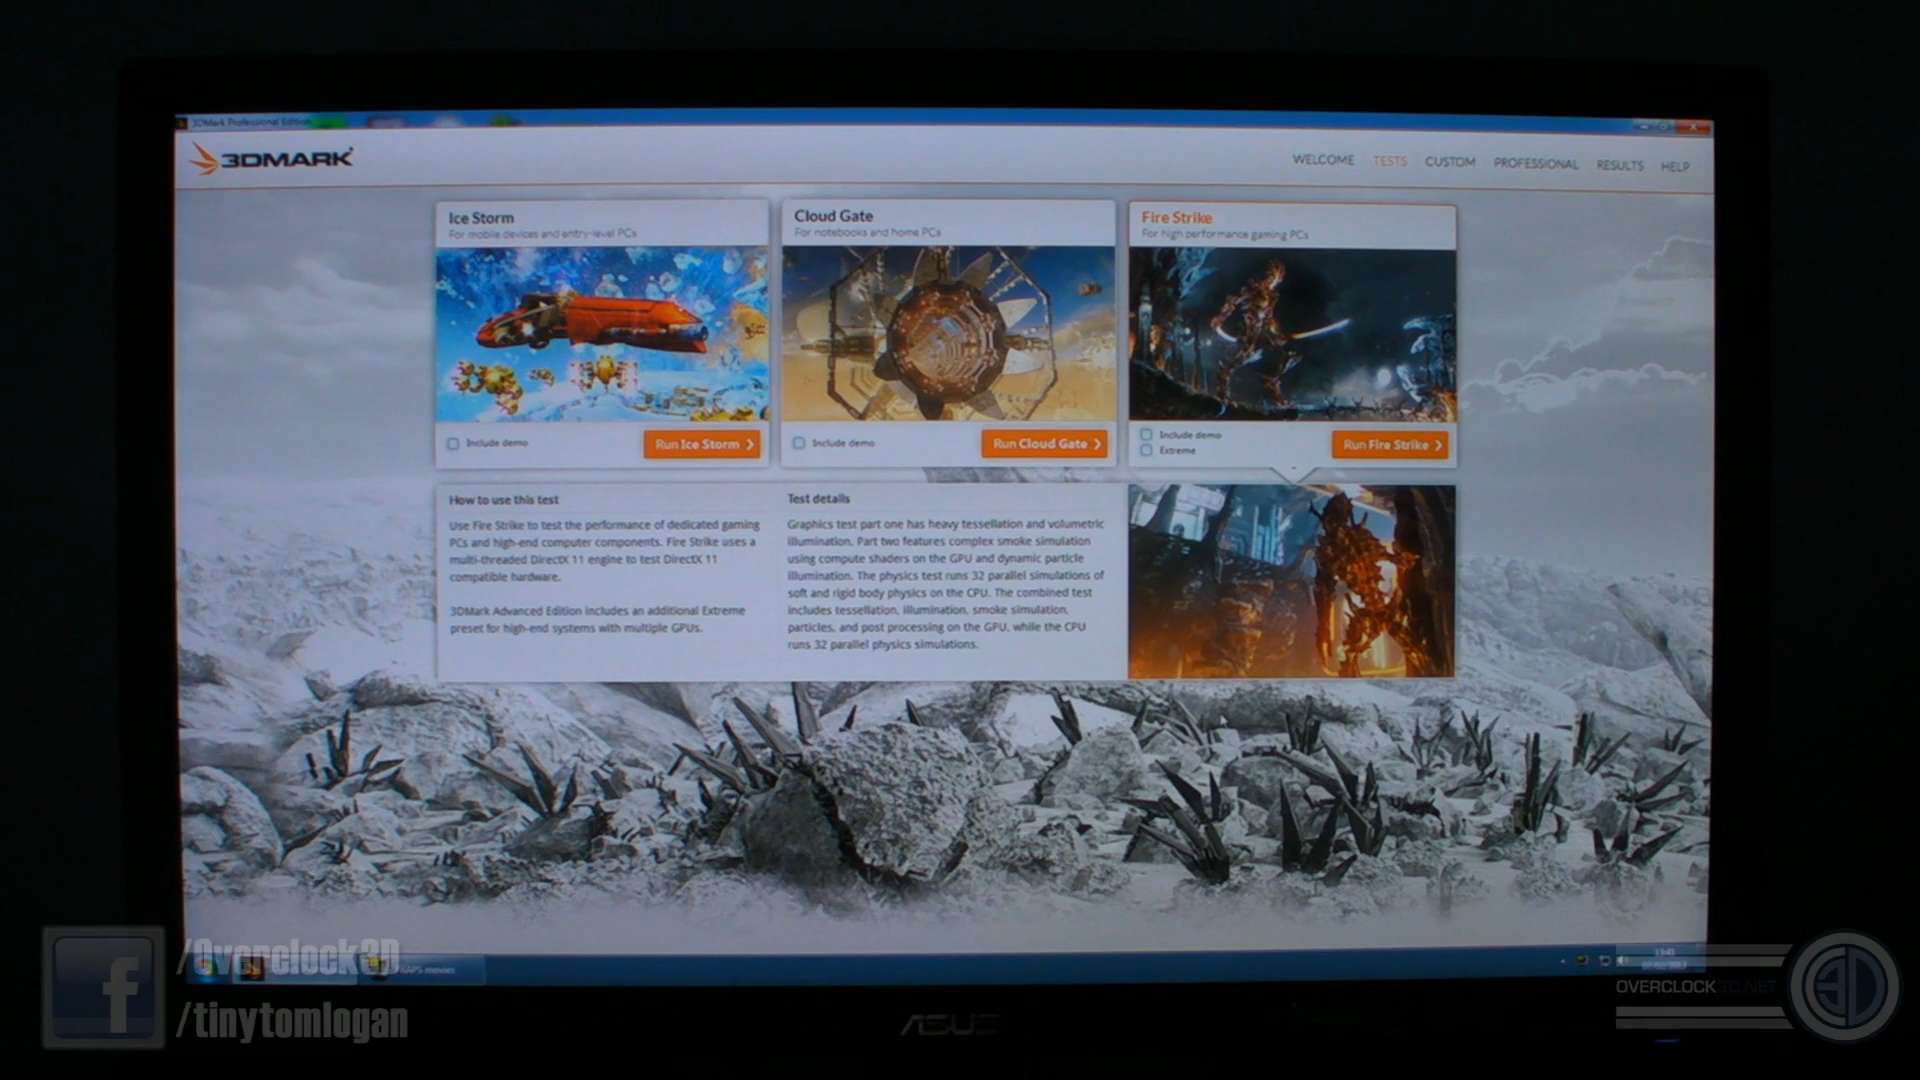 3DMark Professional Edition
3DMARK
WELCOME TESTS CUSTOM PROFESSIONAL RESULTS HELP
Ice Storm
For mobile devices and entry-level PCs
Include demo
Run Ice Storm
Cloud Gate
For notebooks and home PCs
Include demo
Run Cloud Gate
Fire Strike
For high performance gaming PCs
Include demo
Extreme
Run Fire Strike
How to use this test
Use Fire Strike to test the performance of dedicated gaming
PCs and high-end computer components. Fire Strike uses a
multi-threaded DirectX 11 engine to test DirectX 11
compatible hardware.
3DMark Advanced Edition includes an additional Extreme
preset for high-end systems with multiple GPUs.
Test details
Graphics test part one has heavy tessellation and volumetric
illumination. Part two features complex smoke simulation
using compute shaders on the GPU and dynamic particle
illumination. The physics test runs 32 parallel simulations of
soft and rigid body physics on the CPU. The combined test
includes tessellation, illumination, smoke simulation,
particles, and post processing on the GPU, while the CPU
runs 32 parallel physics simulations.
/Overclock3D
movies
/tinytomlogan
OVERCLOCK3D.NET
3D
ASUS